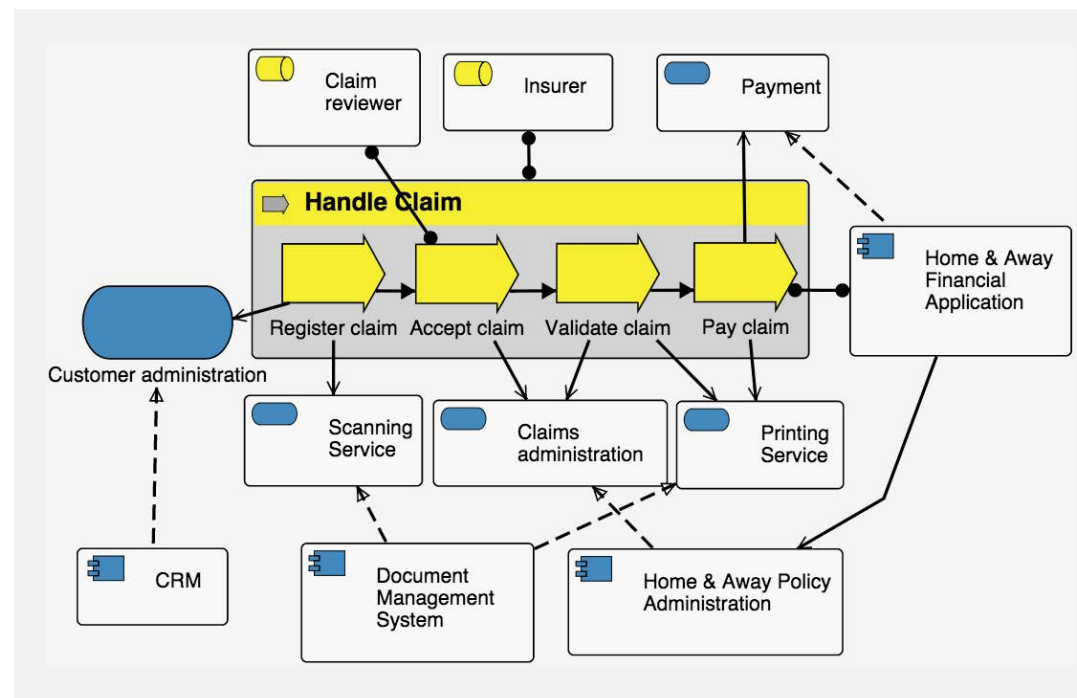 Claim
reviewer
Insurer
Payment
Handle Claim
Home & Away
Financial
Application
Register claim
Accept claim
Validate claim
Pay claim
Customer administration
Scanning
Service
Claims
administration
Printing
Service
CRM
Document
Management
System
Home & Away Policy
Administration